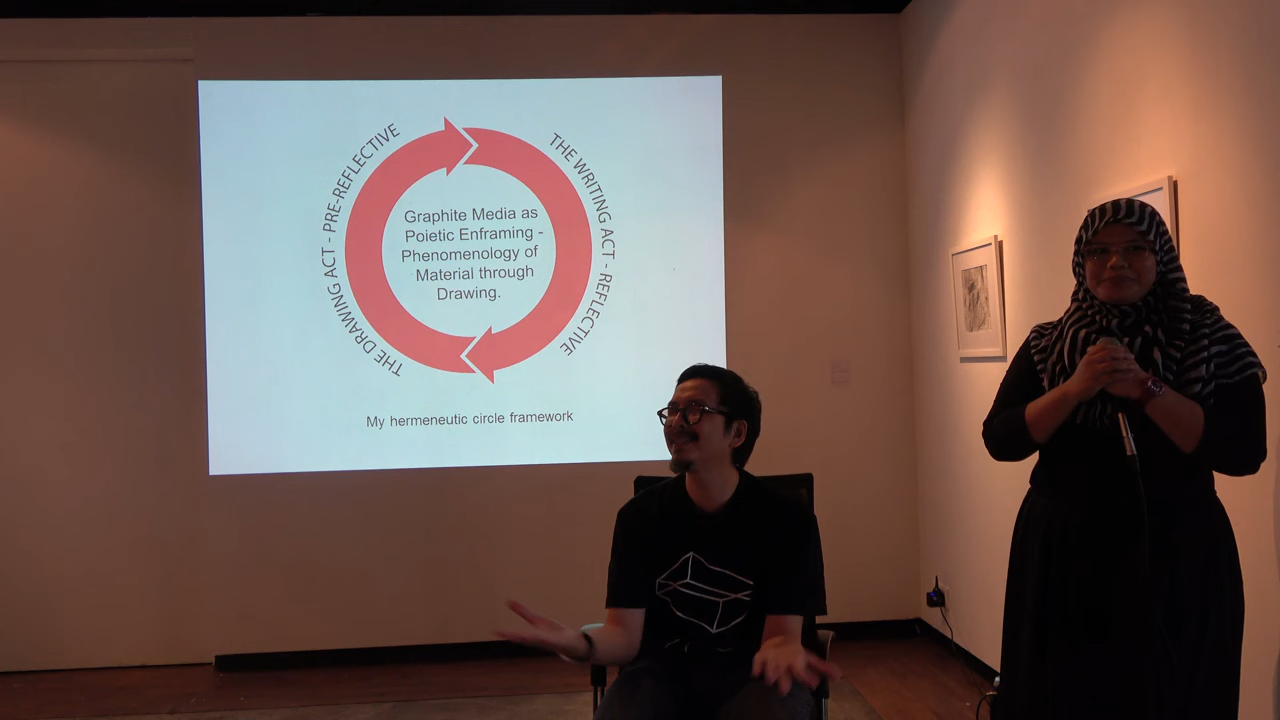 THE DRAWING ACT - PRE-REFLECTIVE
THE WRITING ACT - REFLECTIVE
Graphite Media as
Poietic Enframing -
Phenomenology of
Material through
Drawing.
My hermeneutic circle framework